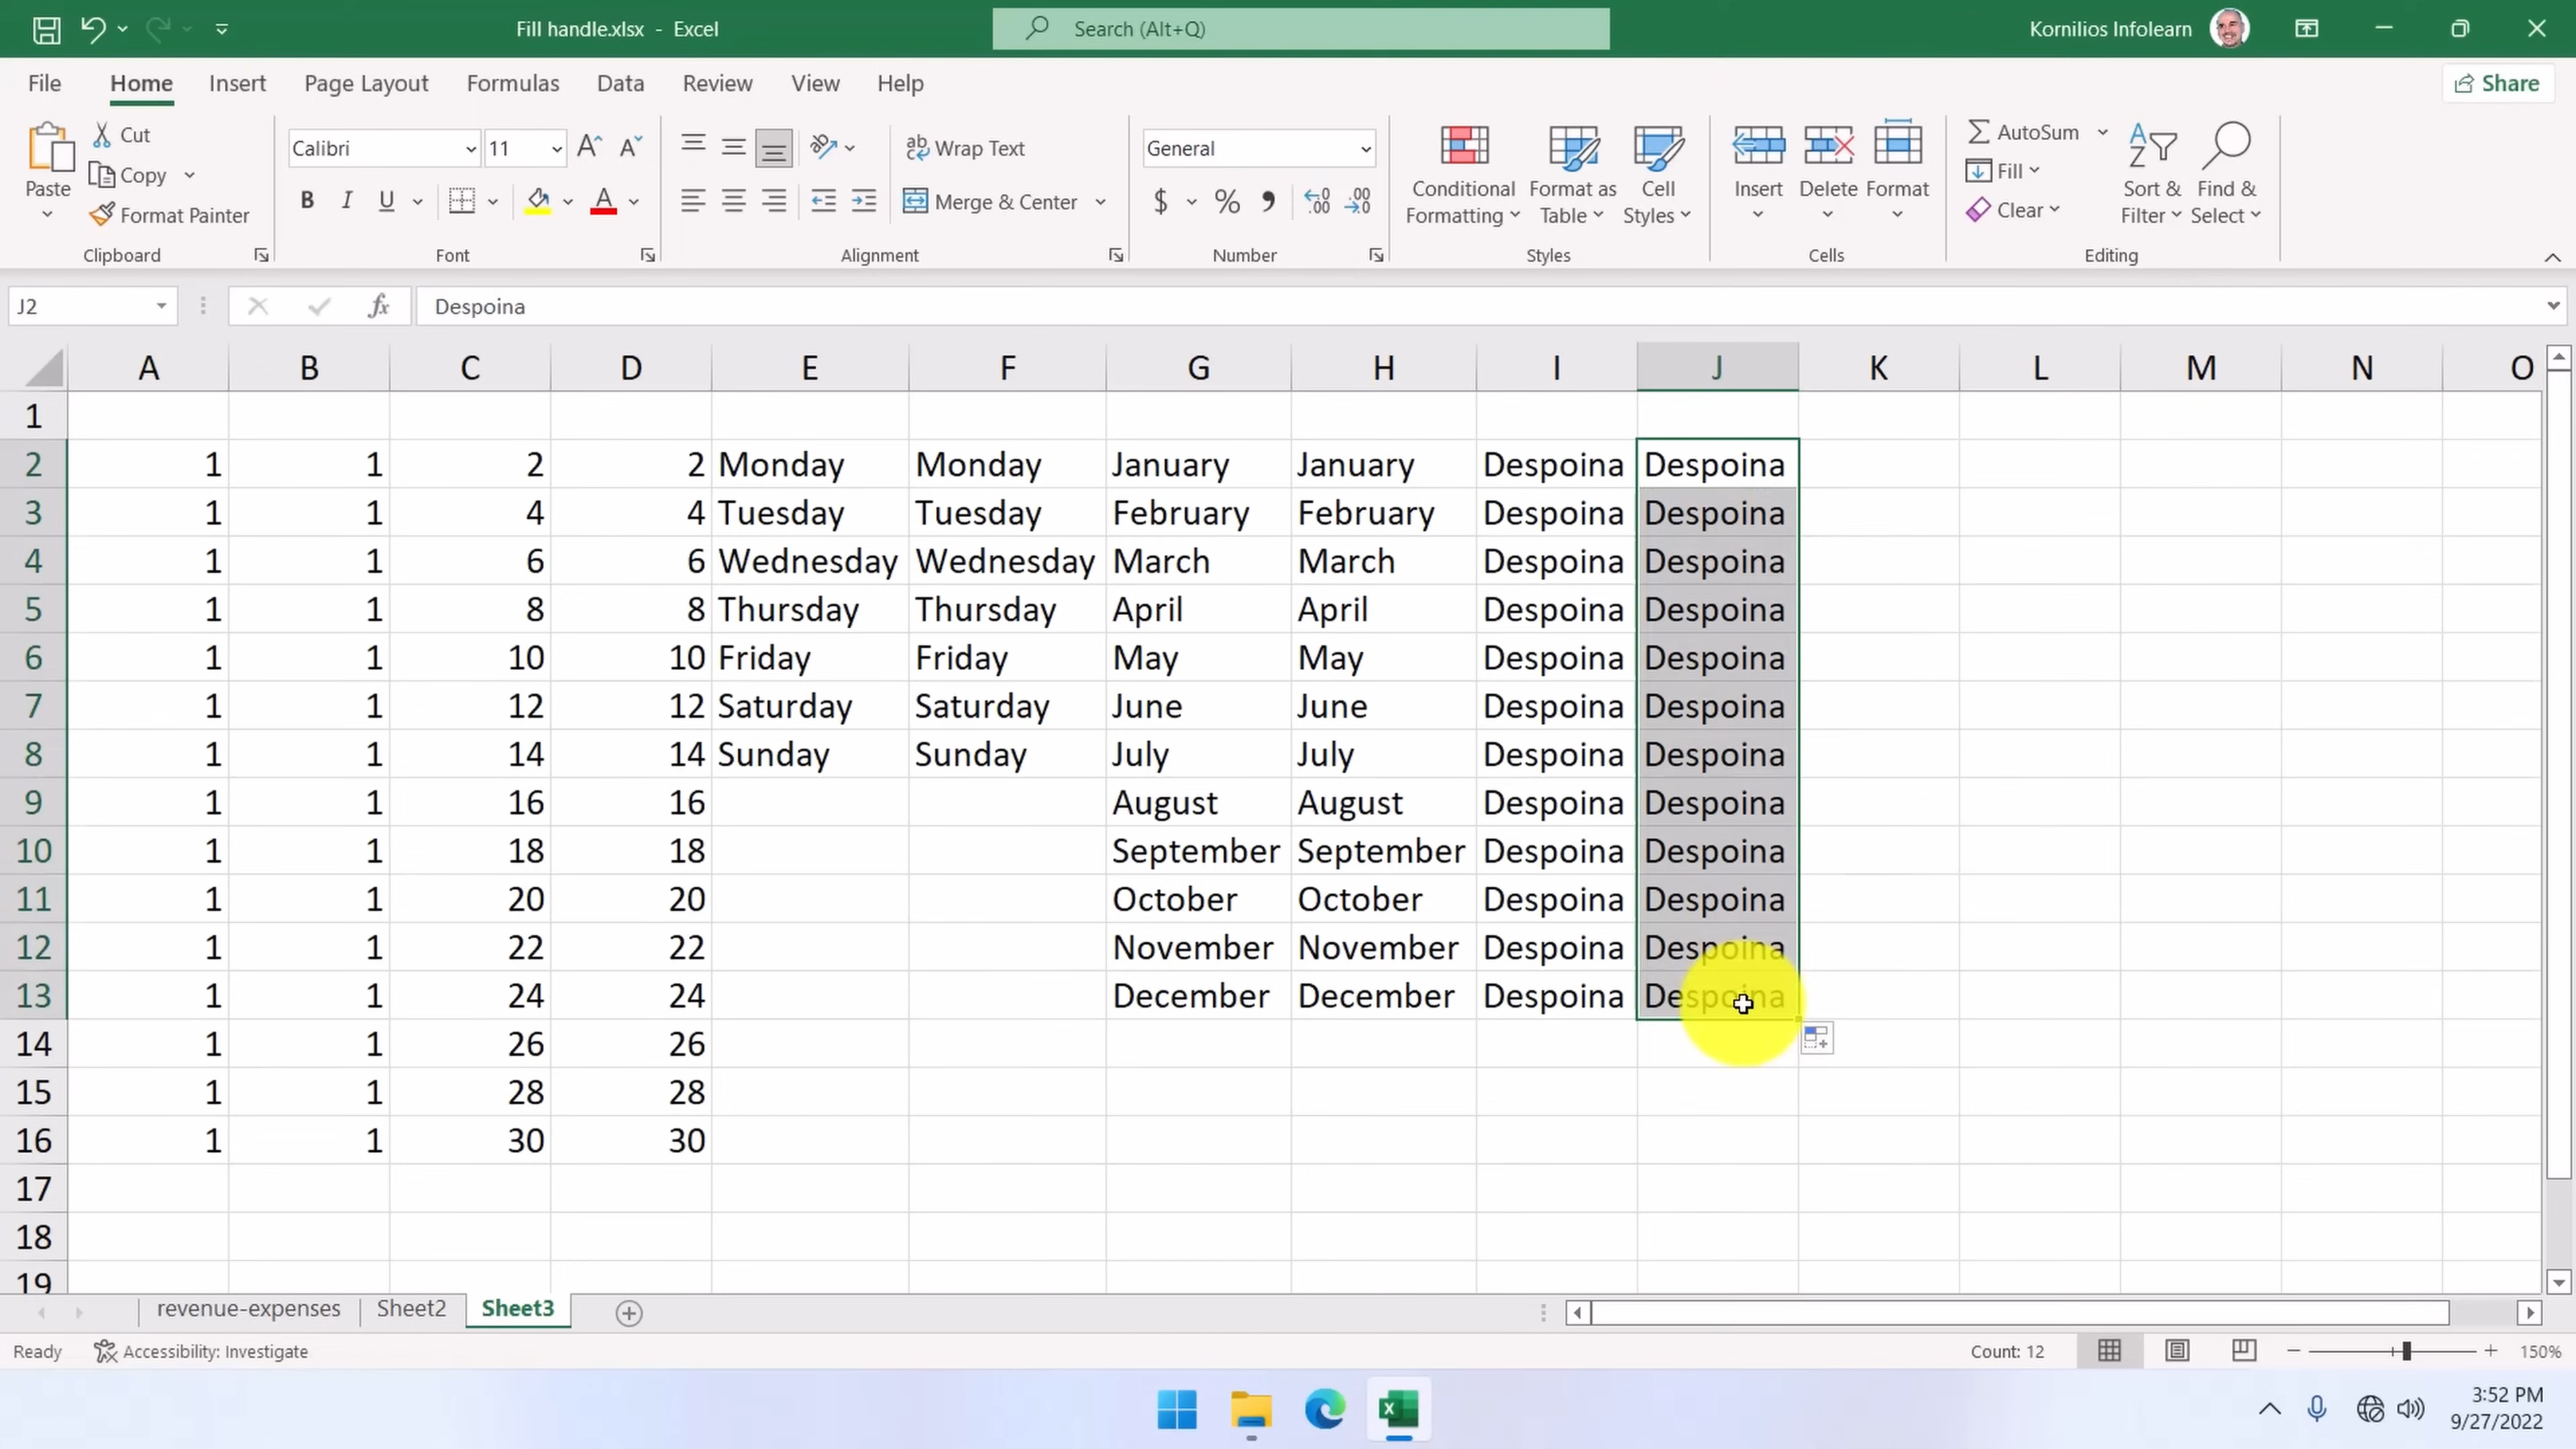 Fill handle.xlsx - Excel
Search (Alt+Q)
Kornilios Infolearn
File Home Insert Page Layout Formulas Data Review View Help
Share
Paste
Cut
Copy
Format Painter
Clipboard
Calibri 11
B I U
Font
Wrap Text
Merge & Center
Alignment
General
$ % ,
Number
Conditional Formatting
Format as Table
Cell Styles
Styles
Insert Delete Format
Cells
AutoSum
Fill
Clear
Sort & Filter
Find & Select
Editing
J2 fx Despoina
A B C D E F G H I J K L M N O
1
2 1 1 2 2 Monday Monday January January Despoina Despoina
3 1 1 4 4 Tuesday Tuesday February February Despoina Despoina
4 1 1 6 6 Wednesday Wednesday March March Despoina Despoina
5 1 1 8 8 Thursday Thursday April April Despoina Despoina
6 1 1 10 10 Friday Friday May May Despoina Despoina
7 1 1 12 12 Saturday Saturday June June Despoina Despoina
8 1 1 14 14 Sunday Sunday July July Despoina Despoina
9 1 1 16 16 August August Despoina Despoina
10 1 1 18 18 September September Despoina Despoina
11 1 1 20 20 October October Despoina Despoina
12 1 1 22 22 November November Despoina Despoina
13 1 1 24 24 December December Despoina Despoina
14 1 1 26 26
15 1 1 28 28
16 1 1 30 30
17
18
19
revenue-expenses Sheet2 Sheet3
Ready Accessibility: Investigate Count: 12 150%
3:52 PM
9/27/2022